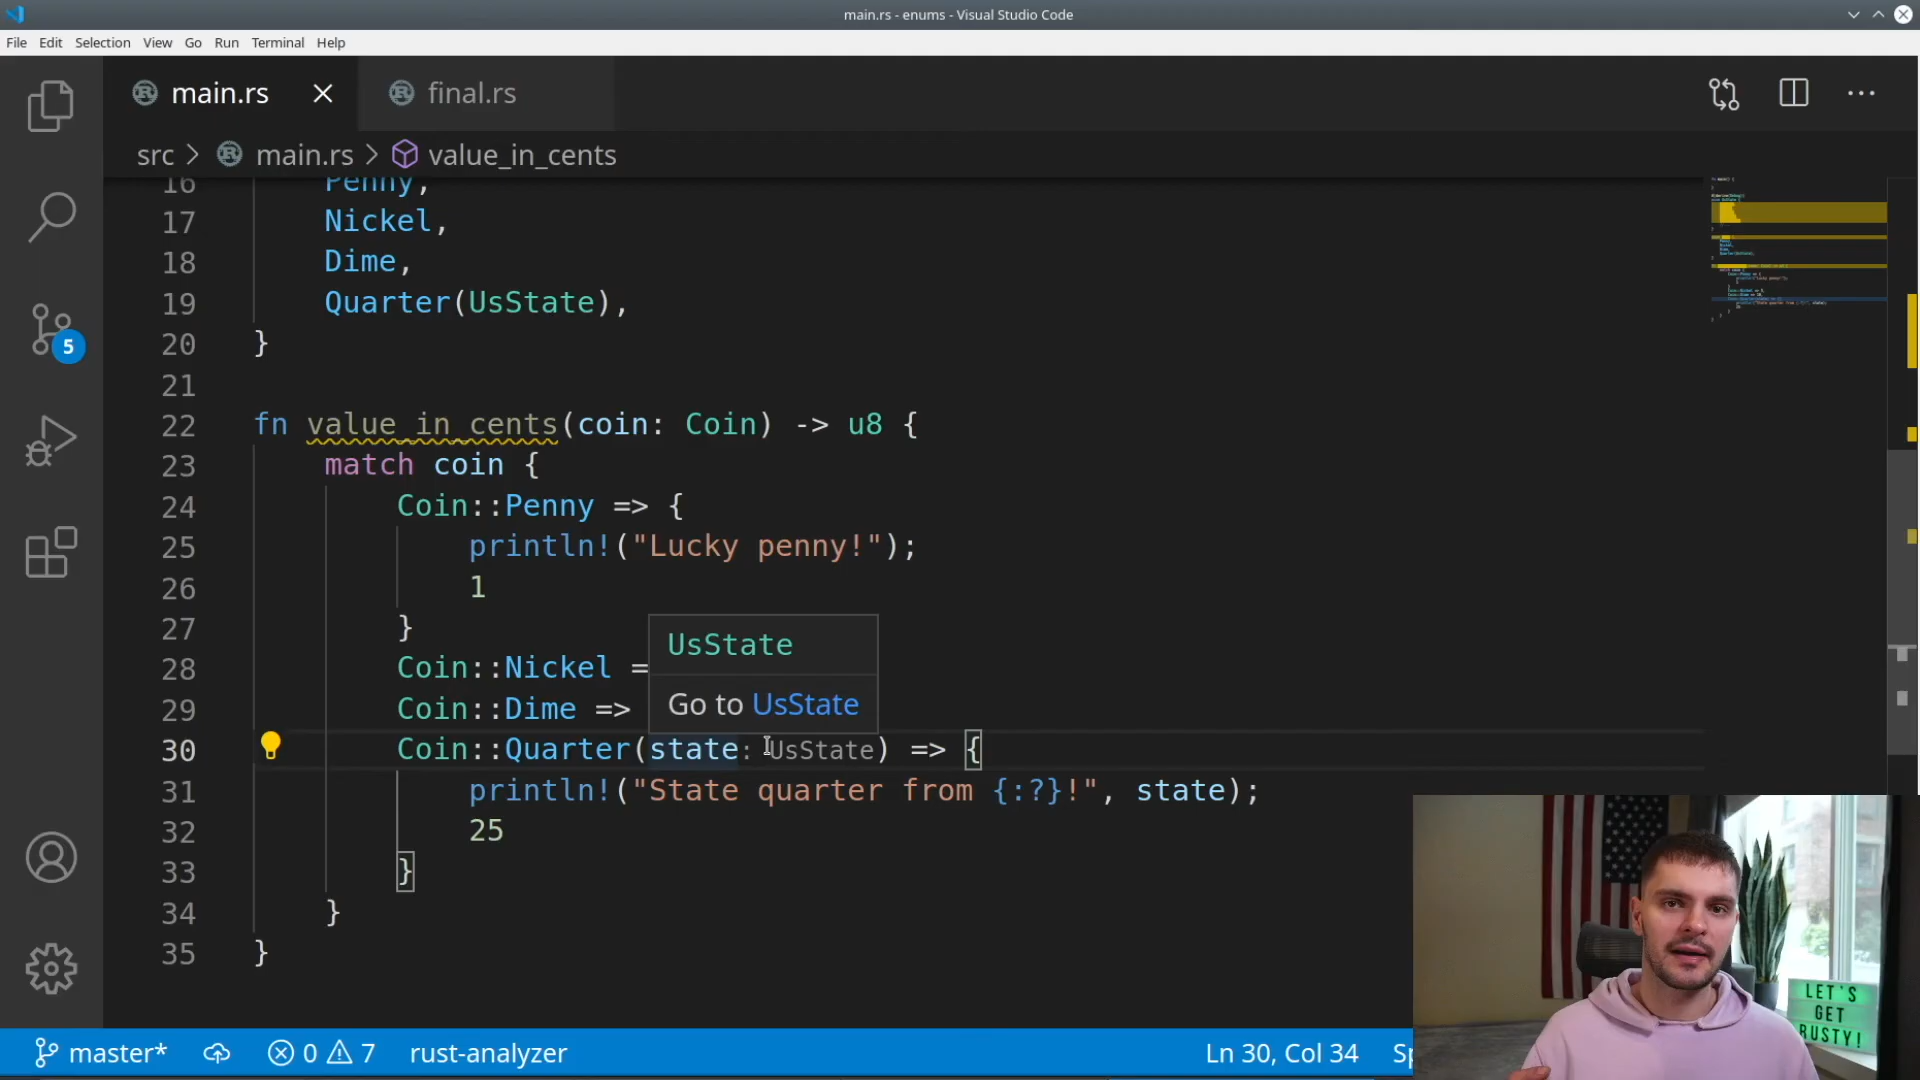 main.rs - enums - Visual Studio Code
File Edit Selection View Go Run Terminal Help
main.rs final.rs
src > main.rs > value_in_cents
16 Penny,
17 Nickel,
18 Dime,
19 Quarter(UsState),
20 }
21
22 fn value_in_cents(coin: Coin) -> u8 {
23 match coin {
24 Coin::Penny => {
25 println!("Lucky penny!");
26 1
27 }
UsState
28 Coin::Nickel =
Go to UsState
29 Coin::Dime =>
30 Coin::Quarter(state: UsState) => {
31 println!("State quarter from {:?}!", state);
32 25
33 }
34 }
35 }
5
LET'S
GET
RUSTY!
master* 0 7 rust-analyzer Ln 30, Col 34